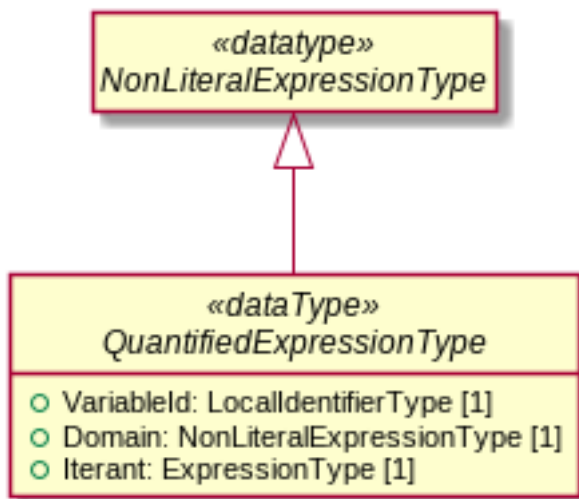 «datatype»
NonLiteralExpressionType
«dataType»
QuantifiedExpressionType
VariableId: LocalIdentifierType [1]
Domain: NonLiteralExpressionType [1]
Iterant: ExpressionType [1]